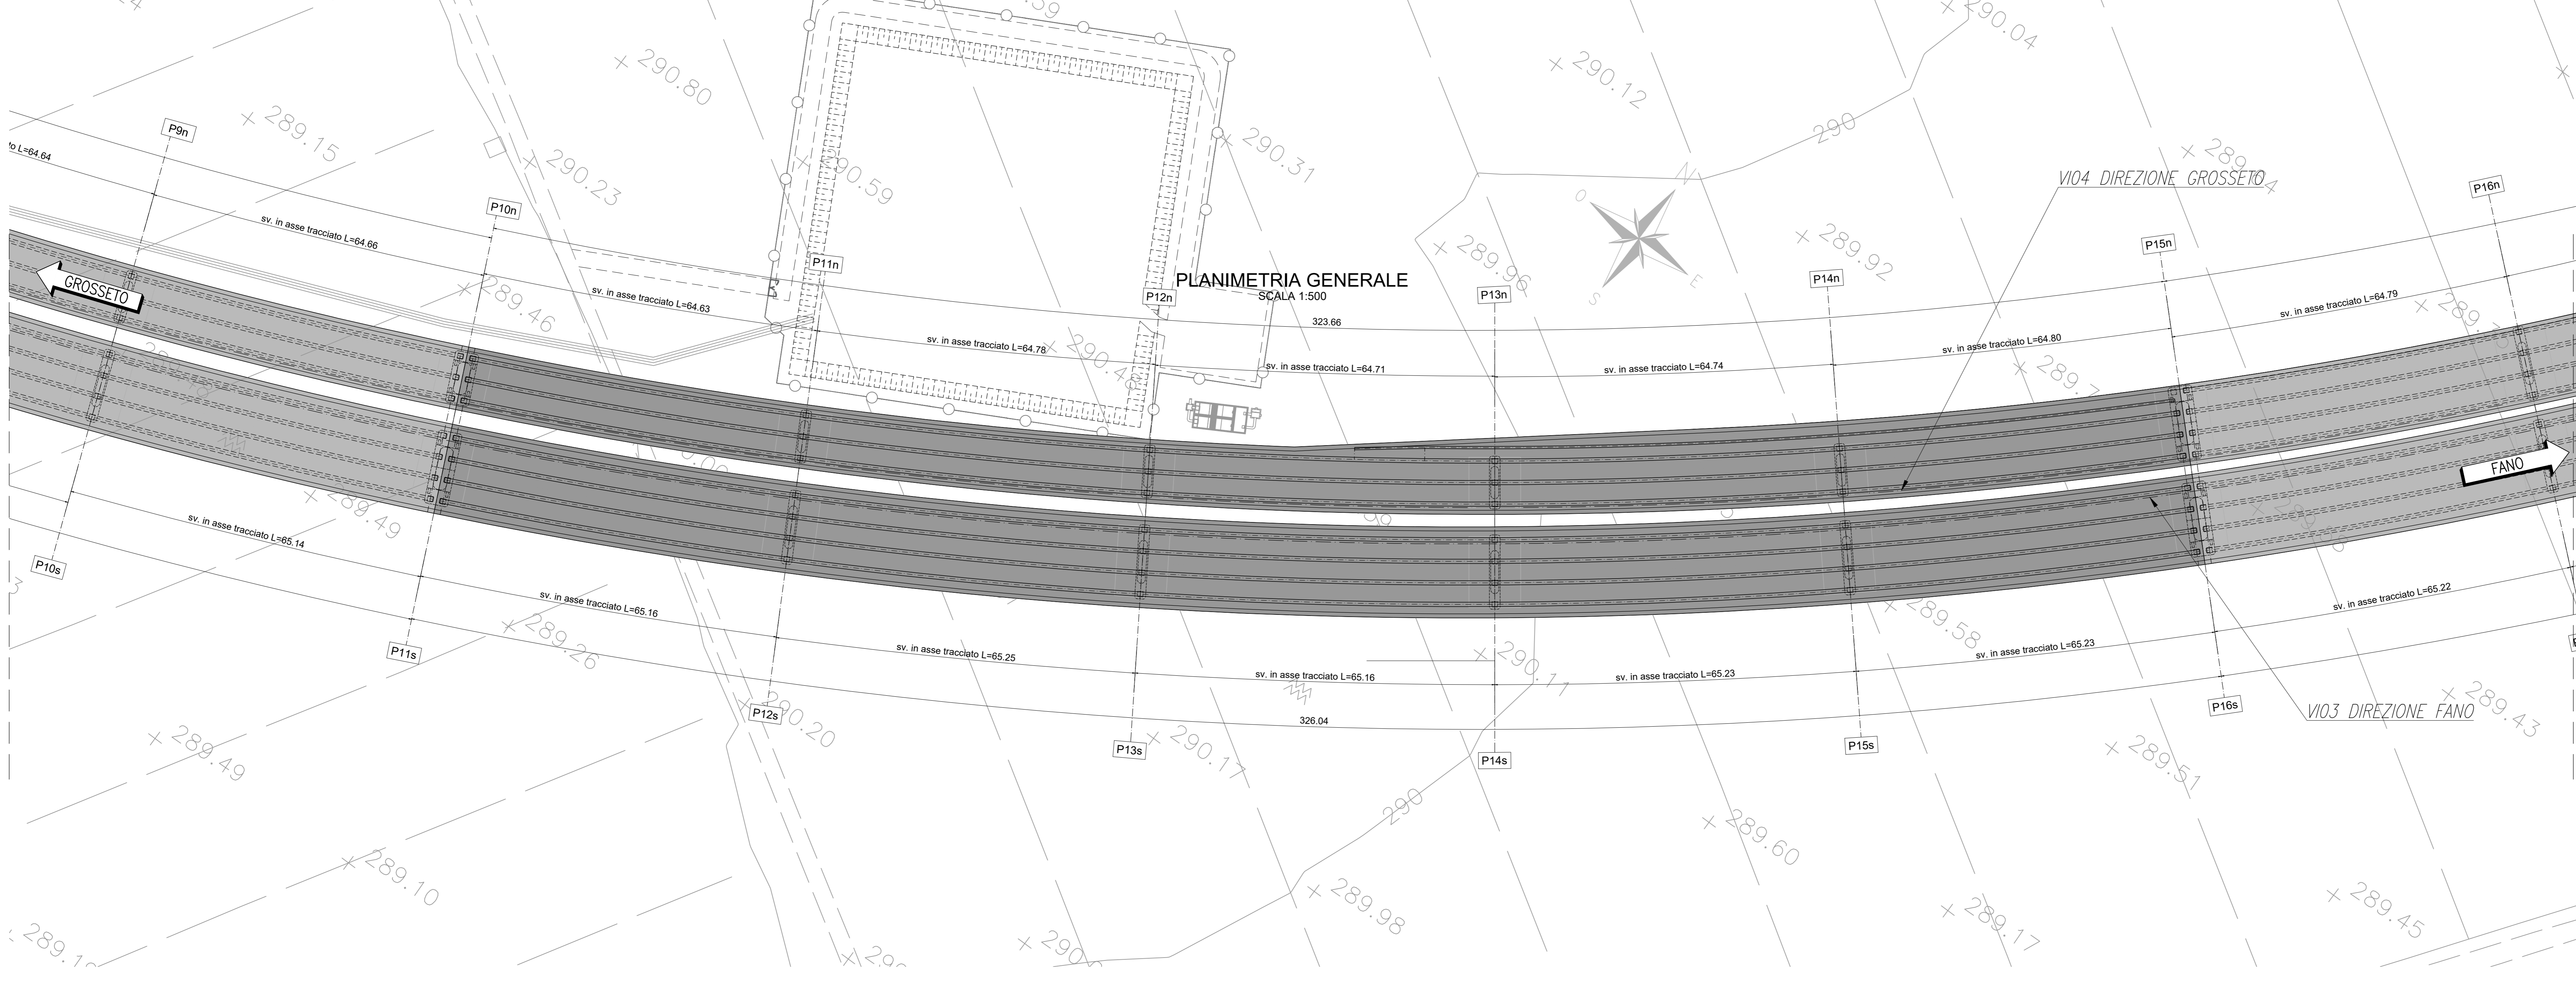 290.04
290.80
290.12
289.15
P9n
290
290.31
to L=64.64
290.23
290.59
VI04 DIREZIONE GROSSETO
N
O
P16n
P10n
sv. in asse tracciato L=64.66
289.96
289.92
P15n
P11n
PLANIMETRIA GENERALE
SCALA 1:500
S
E
P14n
GROSSETO
289.46
sv. in asse tracciato L=64.63
P12n
P13n
sv. in asse tracciato L=64.79
323.66
sv. in asse tracciato L=64.78
sv. in asse tracciato L=64.80
sv. in asse tracciato L=64.71
sv. in asse tracciato L=64.74
FANO
289.49
sv. in asse tracciato L=65.14
P10s
sv. in asse tracciato L=65.16
289.58
sv. in asse tracciato L=65.22
289.26
P11s
sv. in asse tracciato L=65.25
290.11
sv. in asse tracciato L=65.23
sv. in asse tracciato L=65.16
sv. in asse tracciato L=65.23
P12s
290.20
326.04
P16s
VI03 DIREZIONE FANO
289.43
289.49
P13s
290.17
P14s
P15s
289.51
290
289.60
289.10
289.98
289.17
289.45